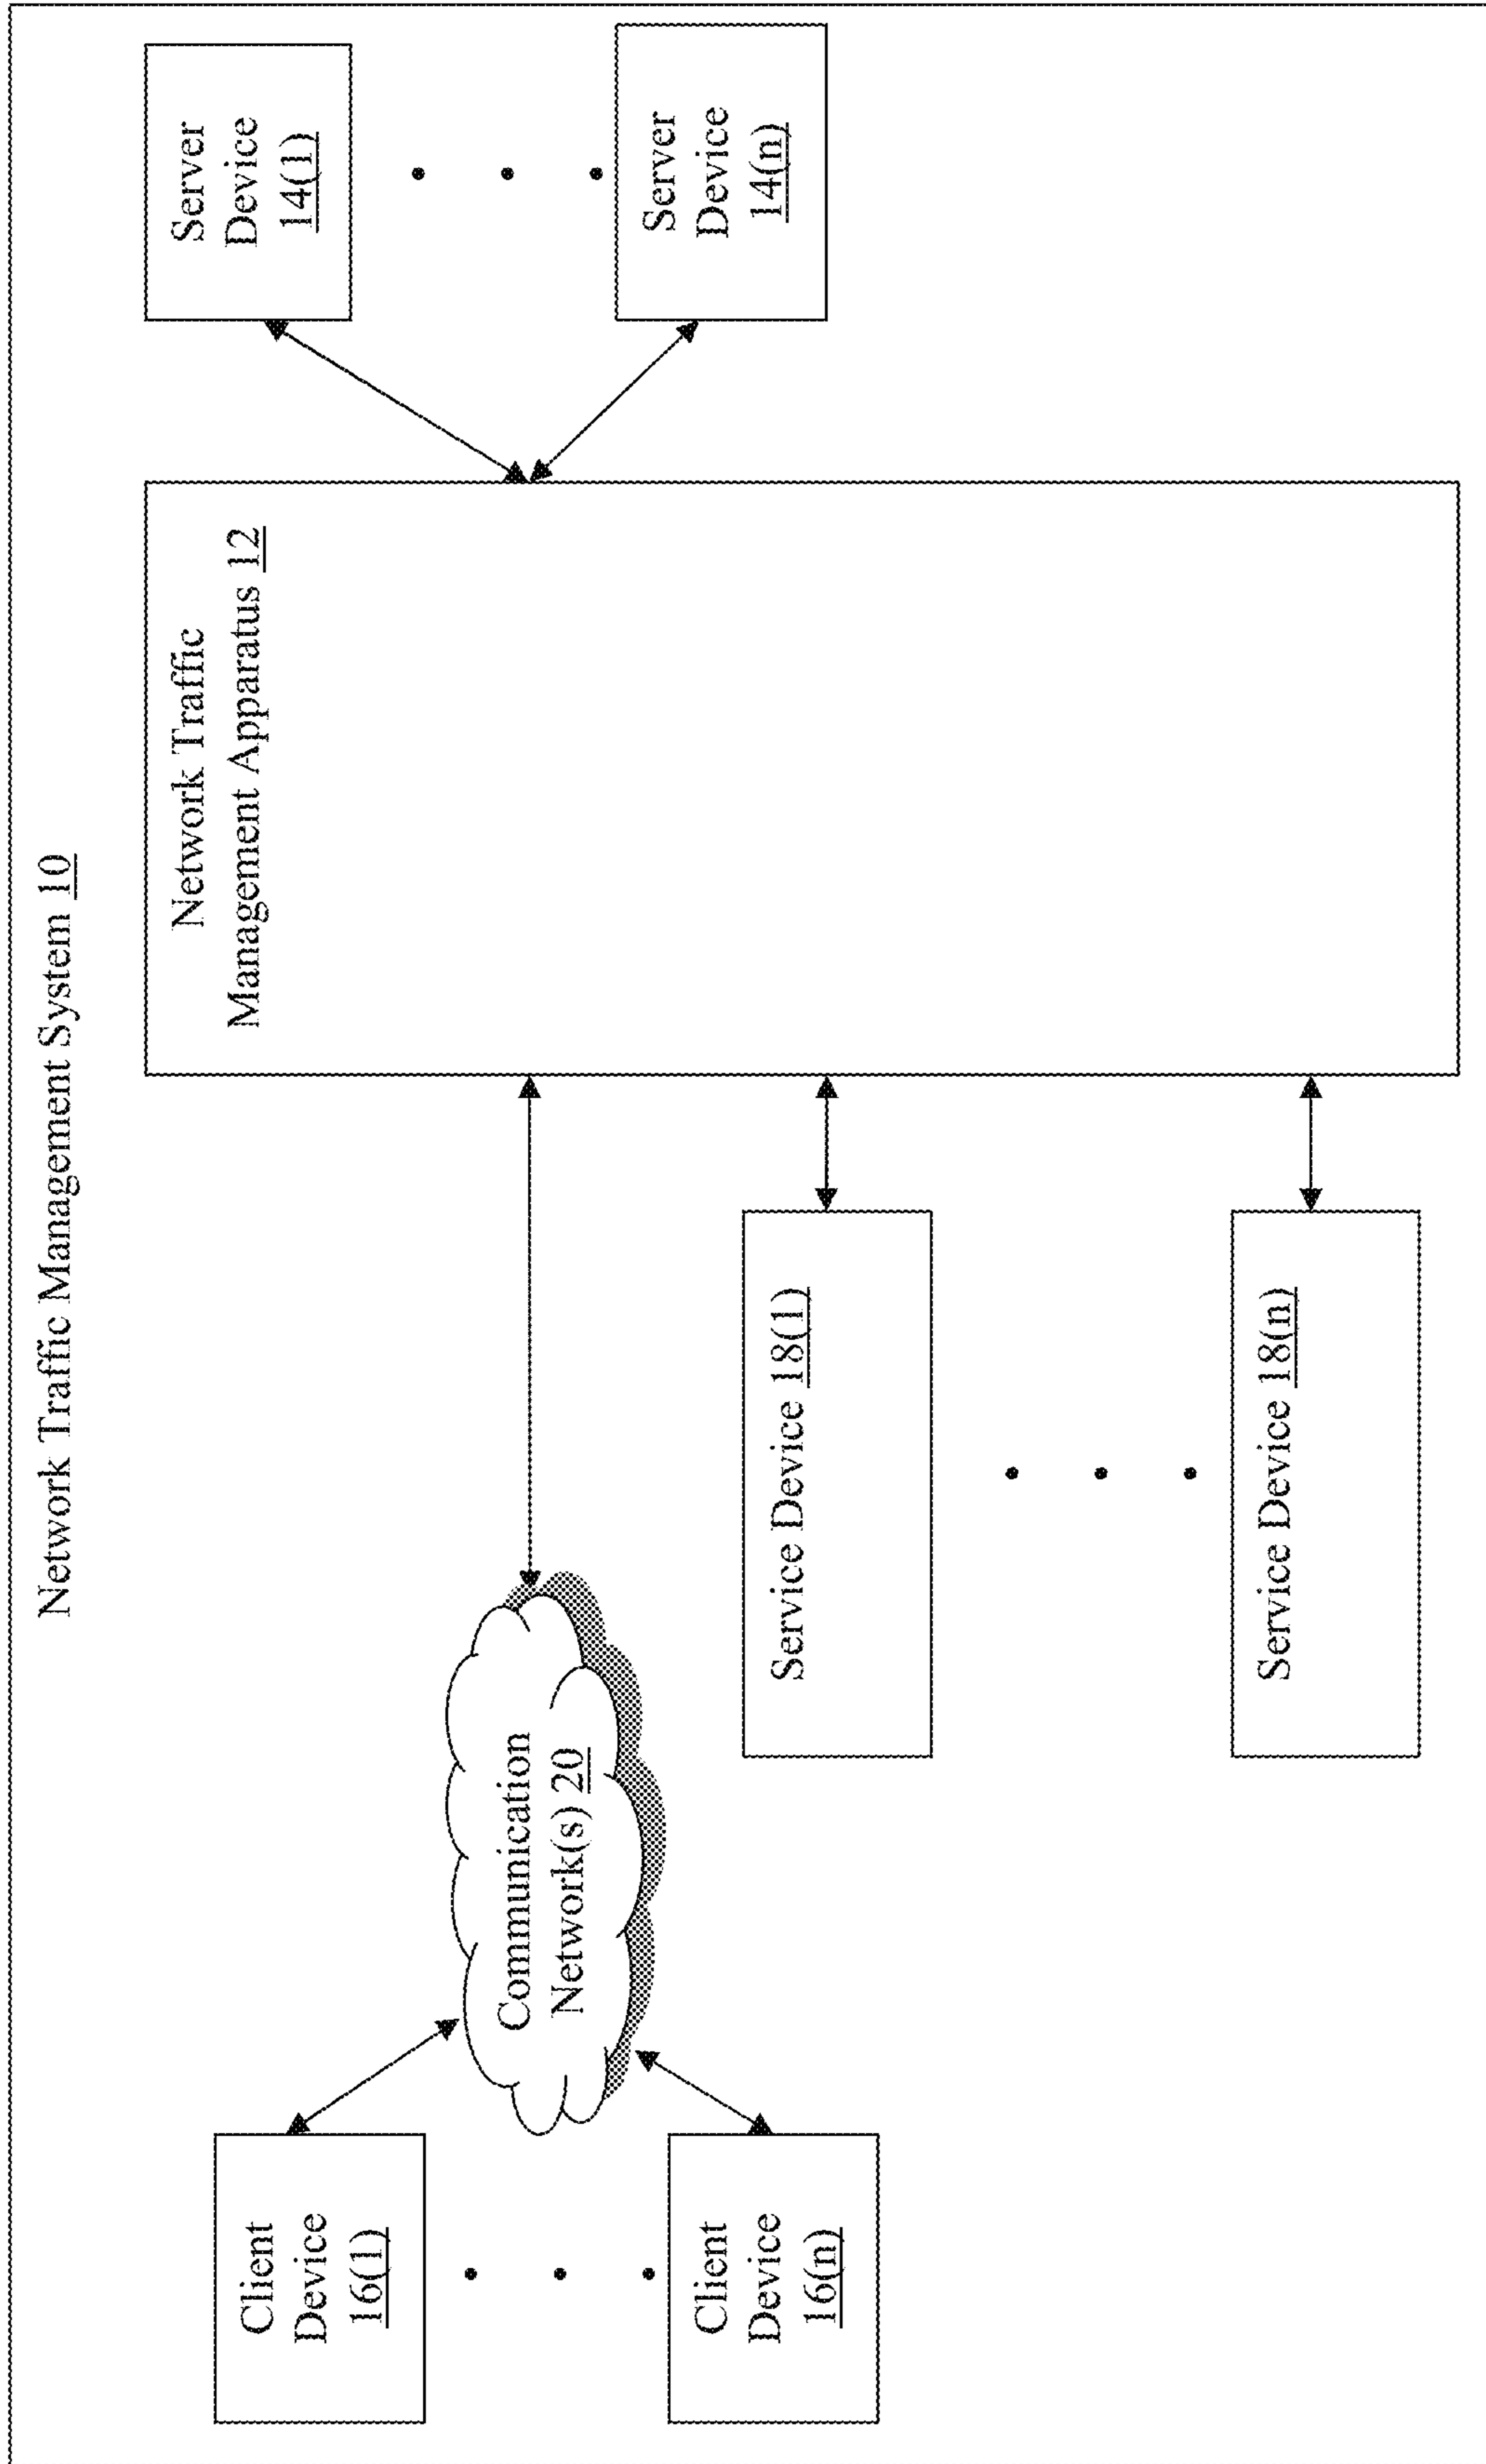 Network Traffic Management System 10
Client
Device
16(1)
Client
Device
16(n)
Communication
Network(s) 20
Service Device 18(1)
Service Device 18(n)
Network Traffic
Management Apparatus 12
Server
Device
14(1)
Server
Device
14(n)